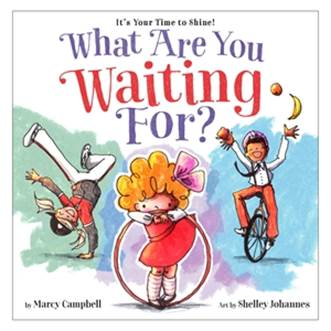 It's Your Time to Shine!
What Are You
Waiting
For?
by Marcy Campbell
Art by Shelley Johannes